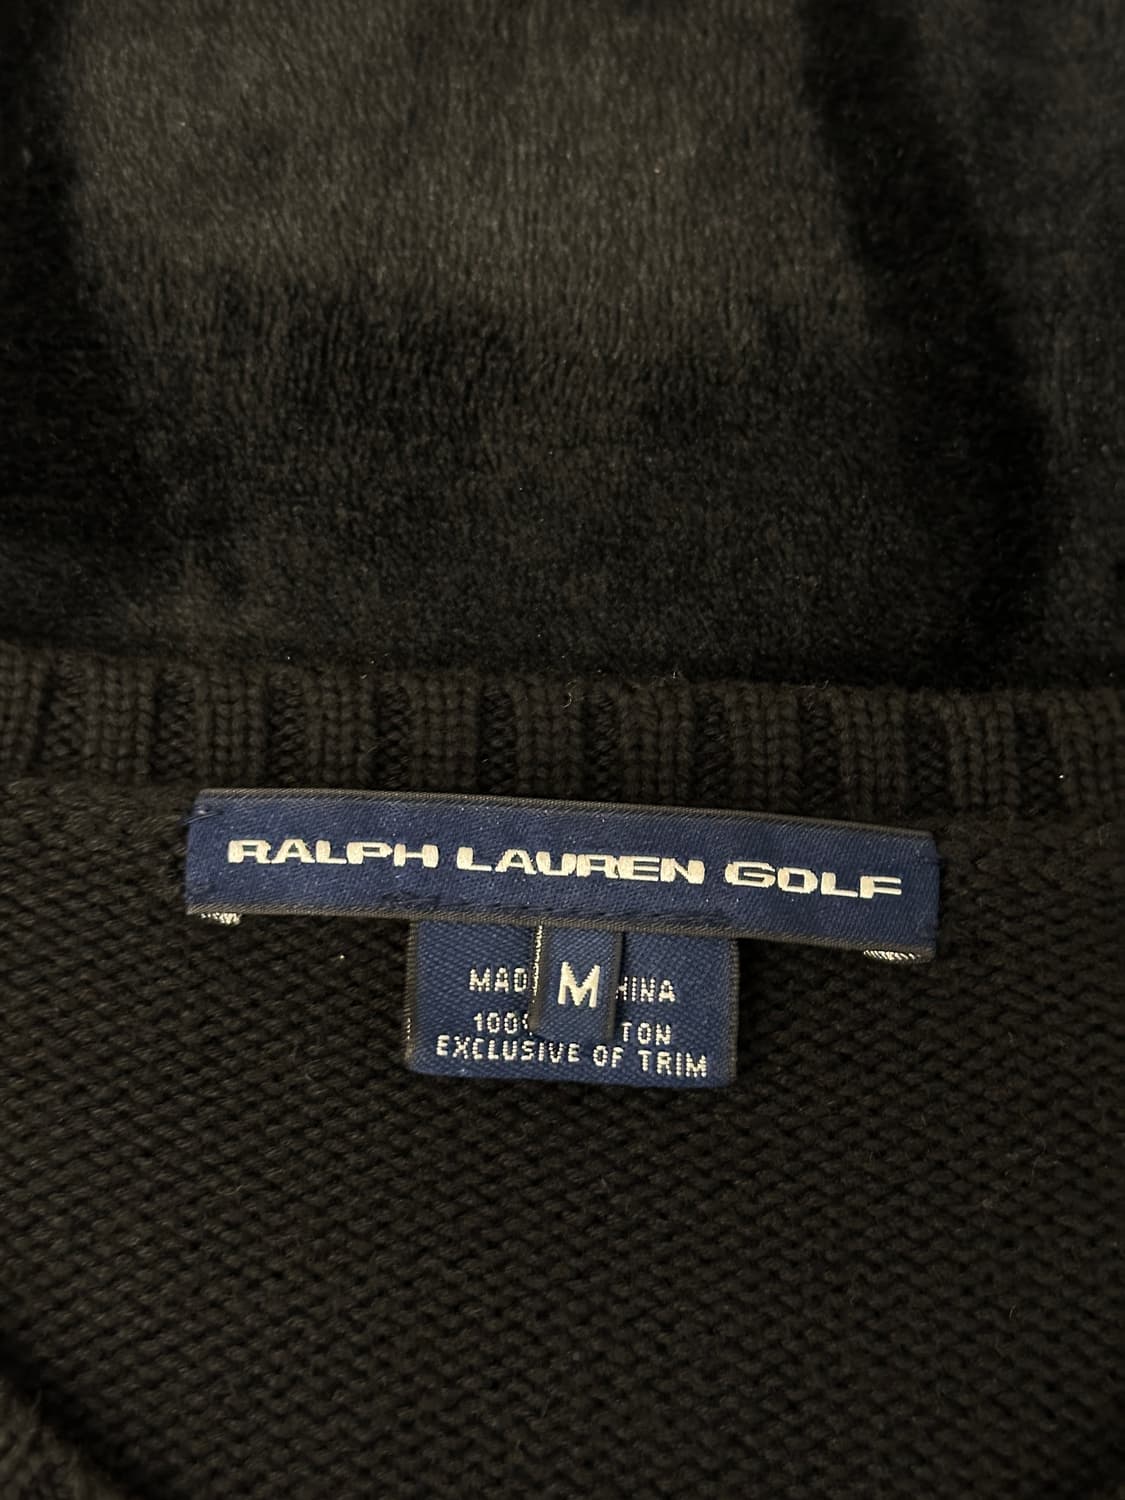 RALPH LAUREN GOLF
M
MAD HINA
100% TON
EXCLUSIVE OF TRIM